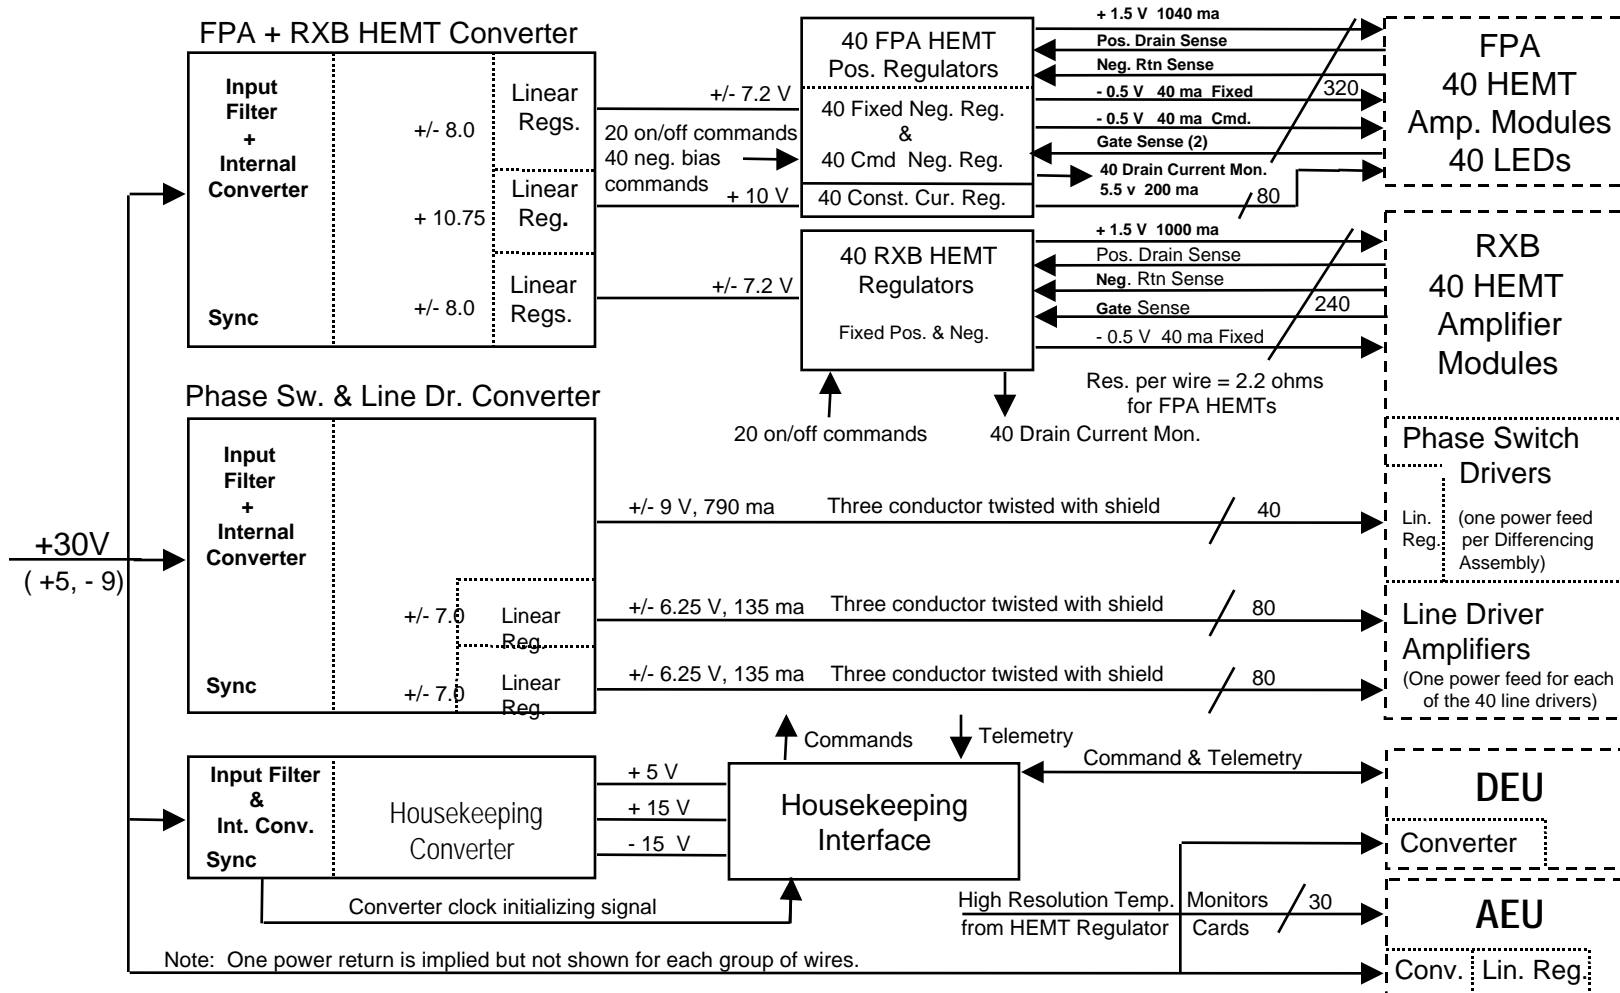 FPA + RXB HEMT Converter
Input
Filter
+
Internal
Converter
Sync
+/- 8.0
+ 10.75
+/- 8.0
Linear
Regs.
Linear
Reg.
Linear
Regs.
+/- 7.2 V
20 on/off commands
40 neg. bias
commands
+ 10 V
+/- 7.2 V
40 FPA HEMT
Pos. Regulators
40 Fixed Neg. Reg.
&
40 Cmd Neg. Reg.
40 Const. Cur. Reg.
+ 1.5 V 1040 ma
Pos. Drain Sense
Neg. Rtn Sense
- 0.5 V 40 ma Fixed
320
- 0.5 V 40 ma Cmd.
Gate Sense (2)
40 Drain Current Mon.
5.5 v 200 ma
80
FPA
40 HEMT
Amp. Modules
40 LEDs
40 RXB HEMT
Regulators
Fixed Pos. & Neg.
+ 1.5 V 1000 ma
Pos. Drain Sense
Neg. Rtn Sense
Gate Sense
240
- 0.5 V 40 ma Fixed
Res. per wire = 2.2 ohms
for FPA HEMTs
20 on/off commands
40 Drain Current Mon.
RXB
40 HEMT
Amplifier
Modules
Phase Sw. & Line Dr. Converter
Input
Filter
+
Internal
Converter
Sync
+/- 7.0
Linear
Reg.
+/- 7.0
Linear
Reg.
+30V
( +5, - 9)
+/- 9 V, 790 ma Three conductor twisted with shield 40
+/- 6.25 V, 135 ma Three conductor twisted with shield 80
+/- 6.25 V, 135 ma Three conductor twisted with shield 80
Phase Switch
Drivers
Lin.
Reg.
(one power feed
per Differencing
Assembly)
Line Driver
Amplifiers
(One power feed for each
of the 40 line drivers)
Input Filter
&
Int. Conv.
Sync
Housekeeping
Converter
+ 5 V
+ 15 V
- 15 V
Commands
Telemetry
Housekeeping
Interface
Command & Telemetry
DEU
Converter
Converter clock initializing signal
High Resolution Temp. Monitors
from HEMT Regulator Cards
30
AEU
Conv. Lin. Reg.
Note: One power return is implied but not shown for each group of wires.